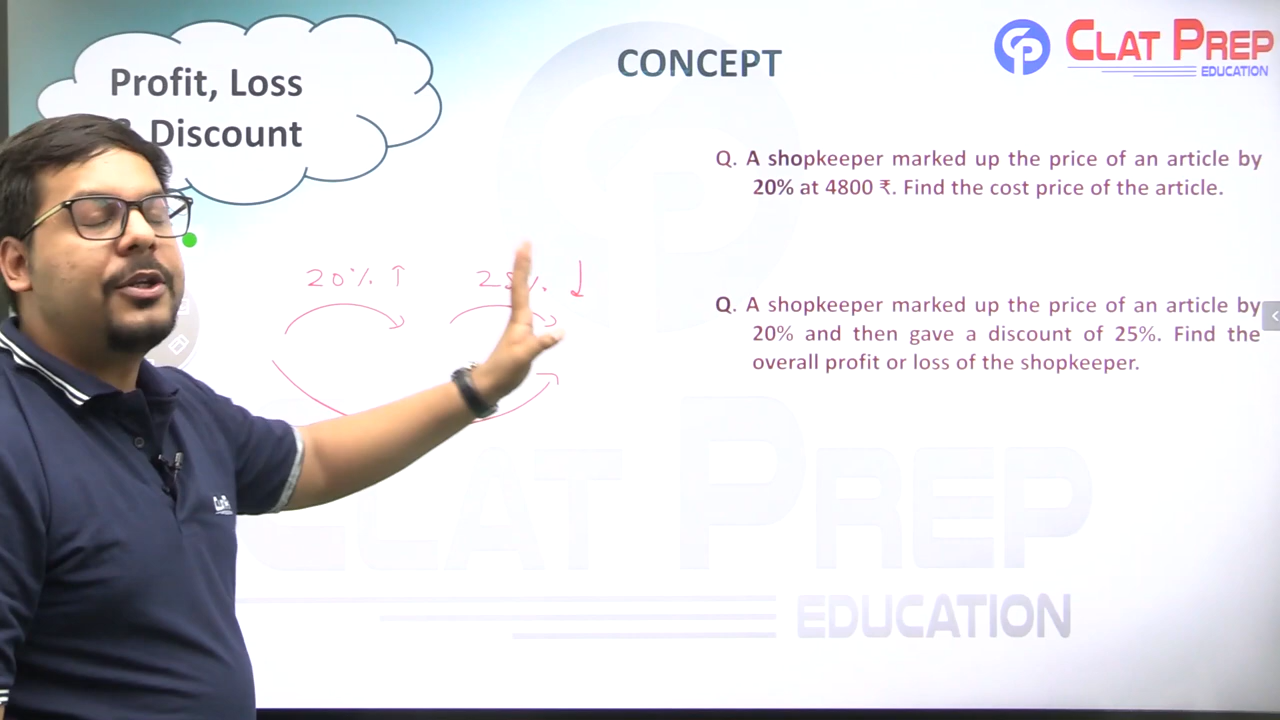 Profit, Loss
& Discount
CONCEPT
CLAT PREP
EDUCATION
Q. A shopkeeper marked up the price of an article by
20% at 4800 ₹. Find the cost price of the article.
20% ↑ 25% ↓
Q. A shopkeeper marked up the price of an article by
20% and then gave a discount of 25%. Find the
overall profit or loss of the shopkeeper.
CLAT PREP
EDUCATION